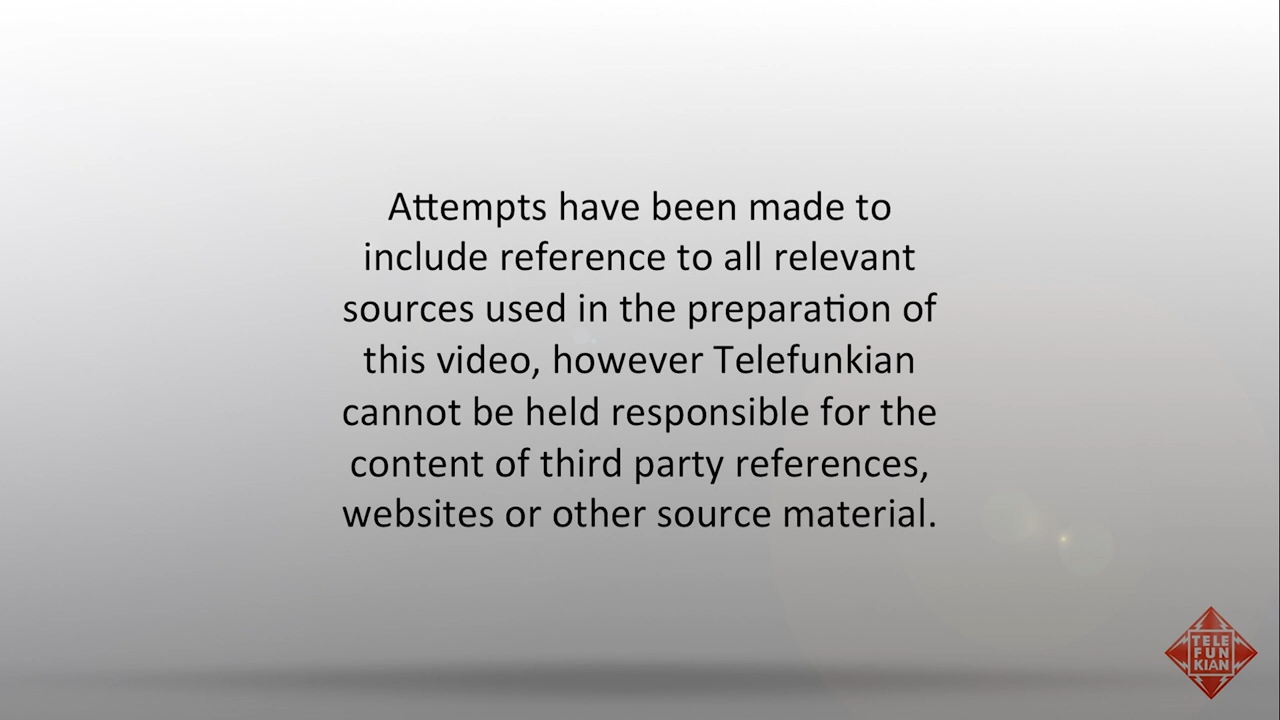 Attempts have been made to
include reference to all relevant
sources used in the preparation of
this video, however Telefunkian
cannot be held responsible for the
content of third party references,
websites or other source material.
TELE
FUN
KIAN